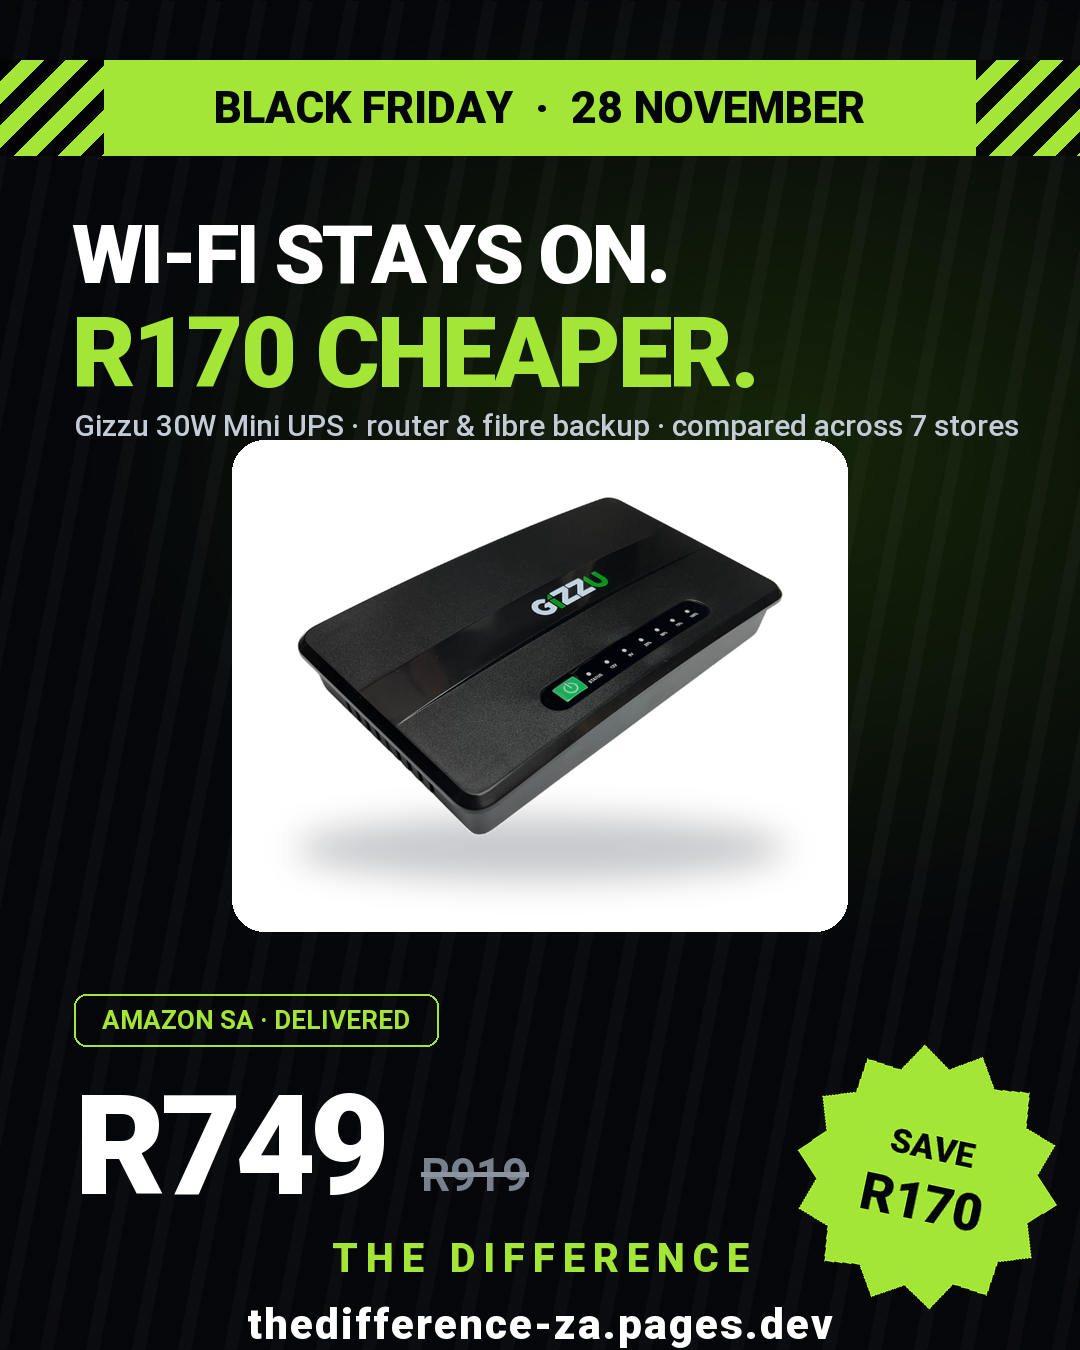 BLACK FRIDAY · 28 NOVEMBER
WI-FI STAYS ON.
R170 CHEAPER.
Gizzu 30W Mini UPS · router & fibre backup · compared across 7 stores
GIZZU
STATUS
AMAZON SA · DELIVERED
R749 R919
SAVE
R170
THE DIFFERENCE
thedifference-za.pages.dev